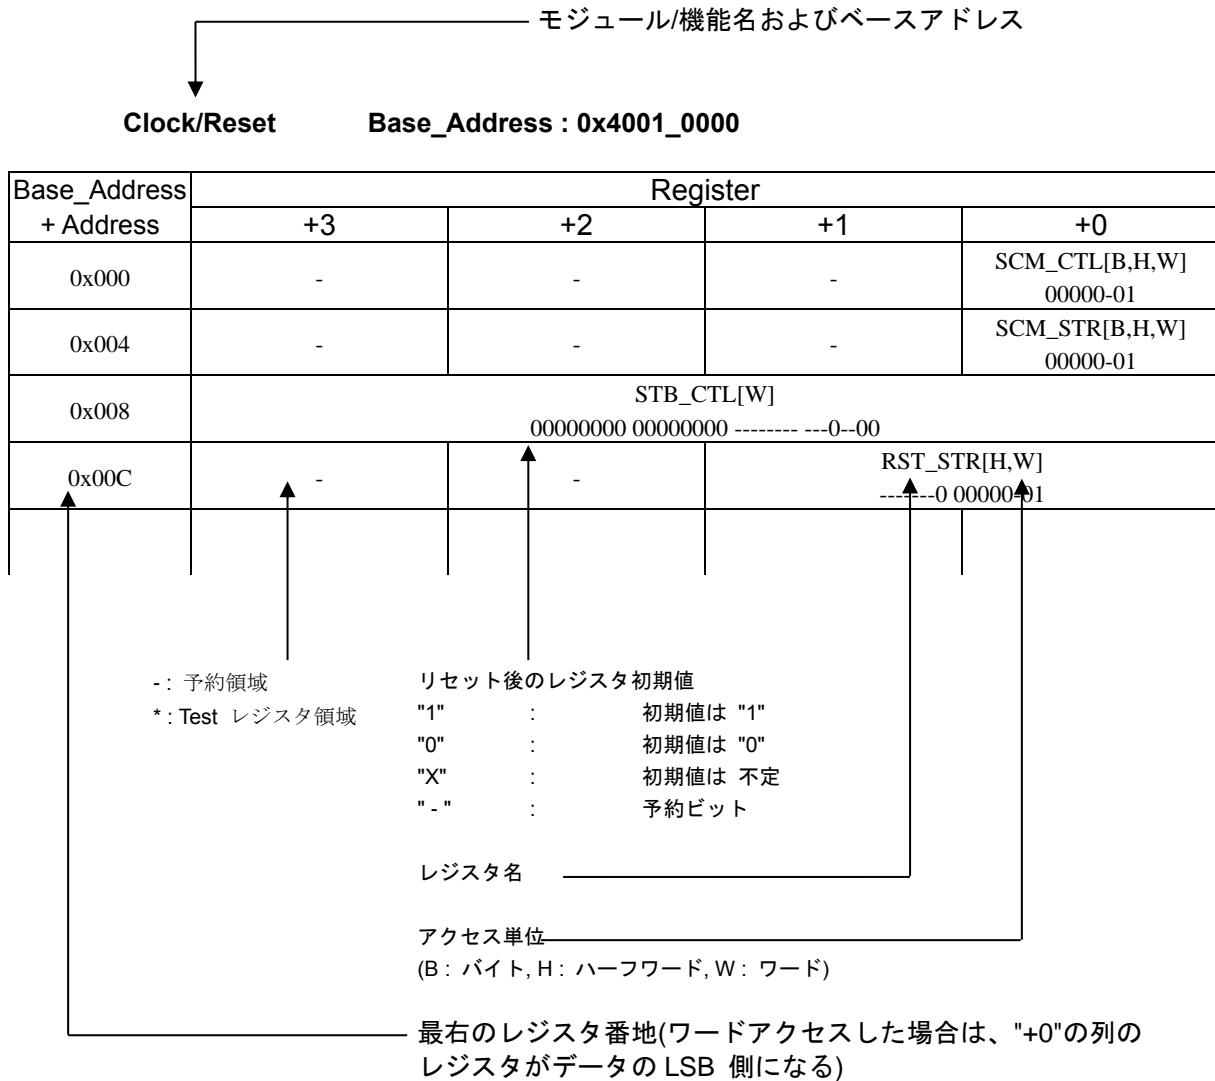 モジュール/機能名およびベースアドレス
Clock/Reset Base_Address : 0x4001_0000
Base_Address + Address Register
+3 +2 +1 +0
0x000 - - - SCM_CTL[B,H,W]
00000-01
0x004 - - - SCM_STR[B,H,W]
00000-01
0x008 STB_CTL[W]
00000000 00000000 -------- ---0--00
0x00C - - RST_STR[H,W]
-------0 00000-01
- : 予約領域
* : Test レジスタ領域
リセット後のレジスタ初期値
"1" : 初期値は "1"
"0" : 初期値は "0"
"X" : 初期値は 不定
" - " : 予約ビット
レジスタ名
アクセス単位
(B : バイト, H : ハーフワード, W : ワード)
最右のレジスタ番地(ワードアクセスした場合は、"+0"の列の
レジスタがデータの LSB 側になる)